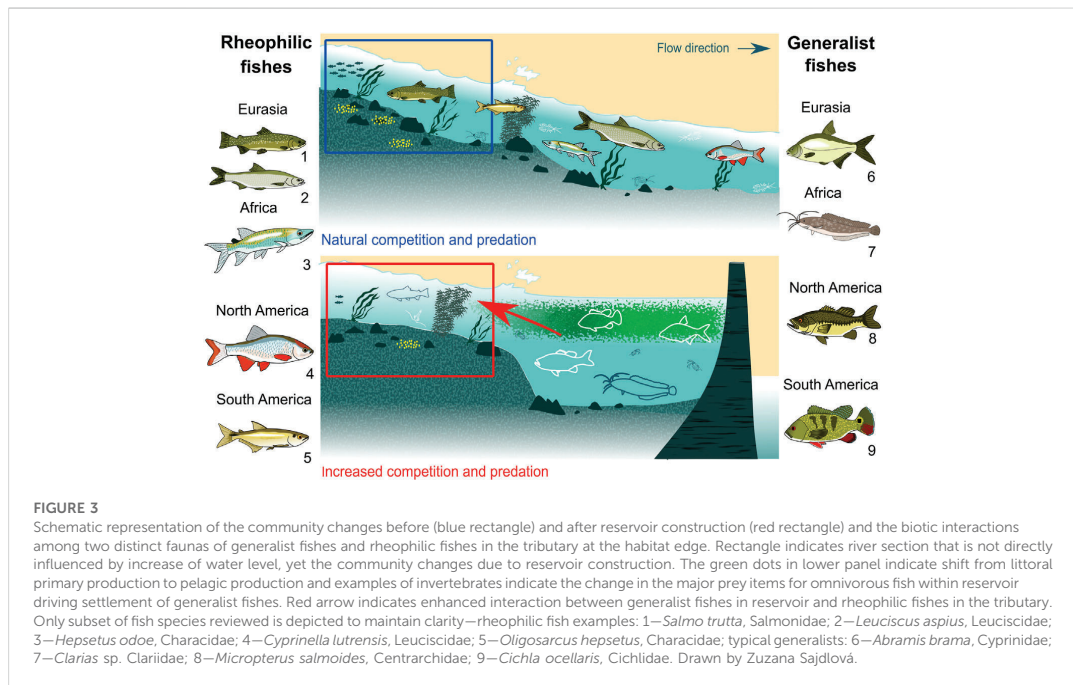 Rheophilic
fishes
Eurasia
1
2
Africa
3
North America
4
South America
5
Flow direction
Natural competition and predation
Increased competition and predation
Generalist
fishes
Eurasia
6
Africa
7
North America
8
South America
9
FIGURE 3
Schematic representation of the community changes before (blue rectangle) and after reservoir construction (red rectangle) and the biotic interactions
among two distinct faunas of generalist fishes and rheophilic fishes in the tributary at the habitat edge. Rectangle indicates river section that is not directly
influenced by increase of water level, yet the community changes due to reservoir construction. The green dots in lower panel indicate shift from littoral
primary production to pelagic production and examples of invertebrates indicate the change in the major prey items for omnivorous fish within reservoir
driving settlement of generalist fishes. Red arrow indicates enhanced interaction between generalist fishes in reservoir and rheophilic fishes in the tributary.
Only subset of fish species reviewed is depicted to maintain clarity—rheophilic fish examples: 1—Salmo trutta, Salmonidae; 2—Leuciscus aspius, Leuciscidae;
3—Hepsetus odoe, Characidae; 4—Cyprinella lutrensis, Leuciscidae; 5—Oligosarcus hepsetus, Characidae; typical generalists: 6—Abramis brama, Cyprinidae;
7—Clarias sp. Clariidae; 8—Micropterus salmoides, Centrarchidae; 9—Cichla ocellaris, Cichlidae. Drawn by Zuzana Sajdlová.